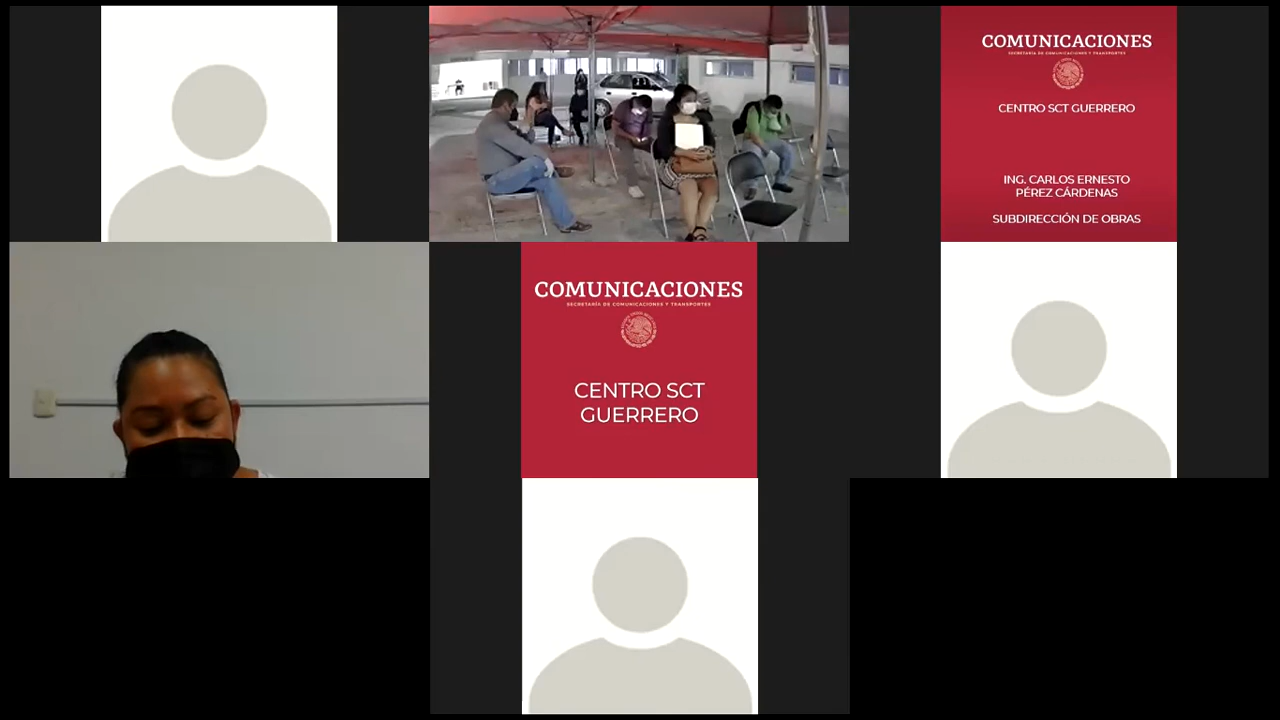 COMUNICACIONES
SECRETARÍA DE COMUNICACIONES Y TRANSPORTES
CENTRO SCT GUERRERO
ING. CARLOS ERNESTO
PÉREZ CÁRDENAS
SUBDIRECCIÓN DE OBRAS
COMUNICACIONES
SECRETARÍA DE COMUNICACIONES Y TRANSPORTES
CENTRO SCT
GUERRERO